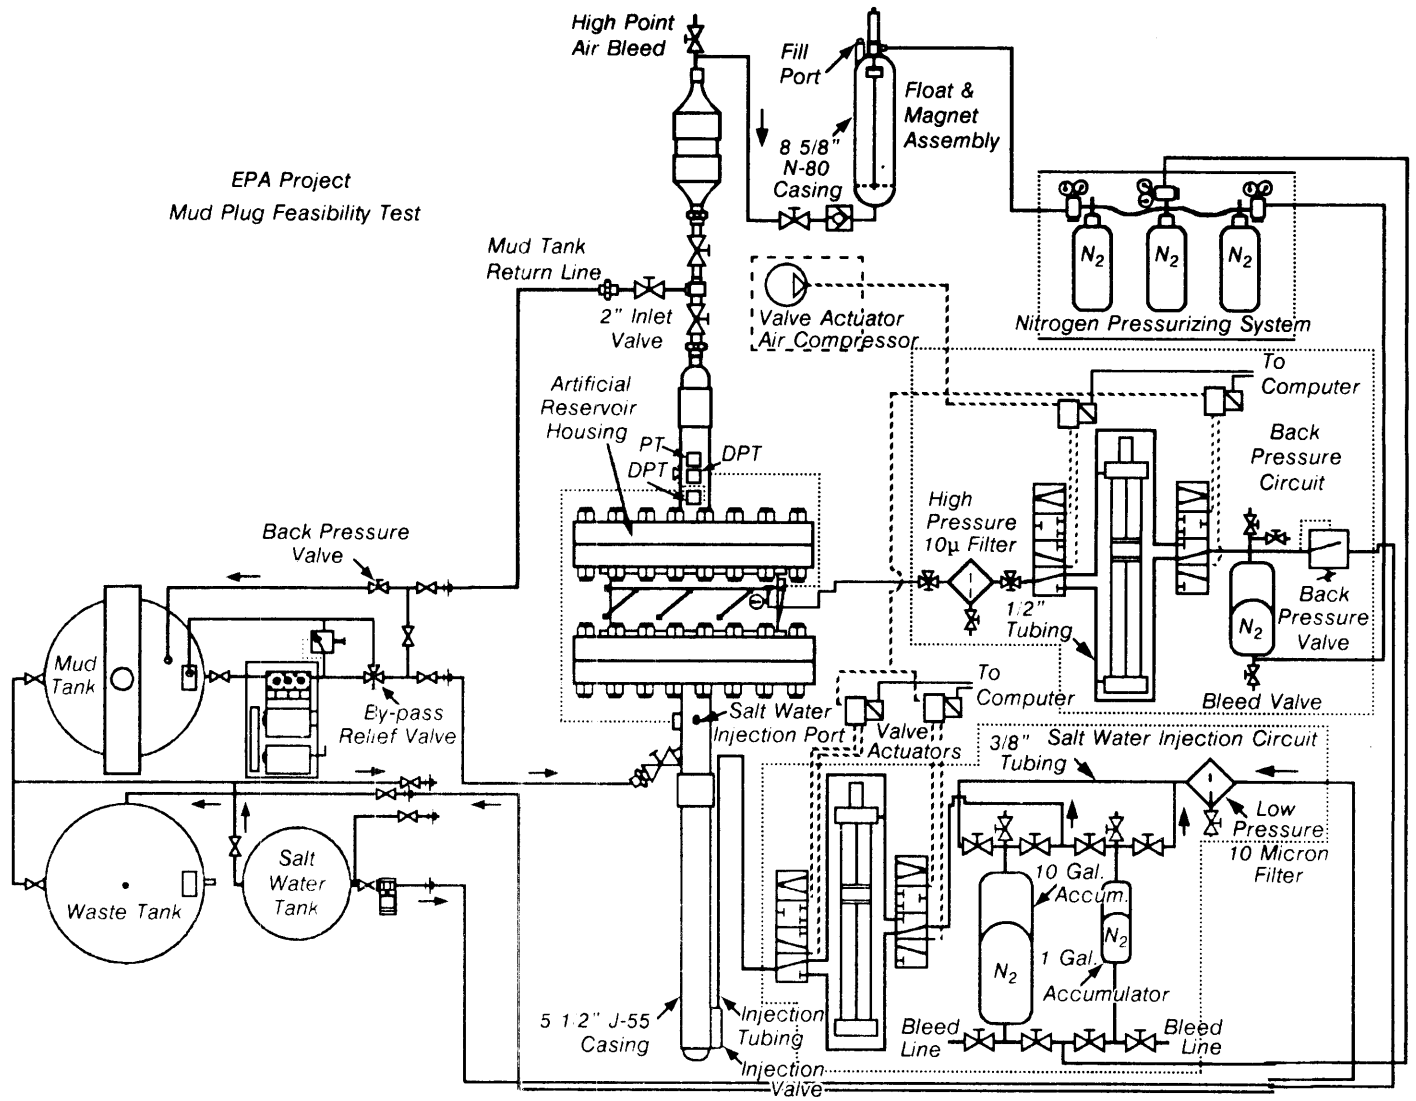 High Point
Air Bleed
Fill
Port
Float &
Magnet
Assembly
8 5/8"
N-80
Casing
EPA Project
Mud Plug Feasibility Test
Mud Tank
Return Line
2" Inlet
Valve
Valve Actuator
Air Compressor
N2
N2
N2
Nitrogen Pressurizing System
To
Computer
Artificial
Reservoir
Housing
PT
DPT
DPT
Back
Pressure
Circuit
High
Pressure
10µ Filter
Back Pressure
Valve
1/2"
Tubing
N2
Back
Pressure
Valve
Bleed Valve
Mud
Tank
By-pass
Relief Valve
Salt Water
Injection Port
To
Computer
Valve
Actuators
3/8"
Tubing
Salt Water Injection Circuit
Low
Pressure
10 Micron
Filter
Waste Tank
Salt
Water
Tank
10 Gal.
Accum.
N2
N2
1 Gal.
Accumulator
5 1/2" J-55
Casing
Injection
Tubing
Injection
Valve
Bleed
Line
Bleed
Line